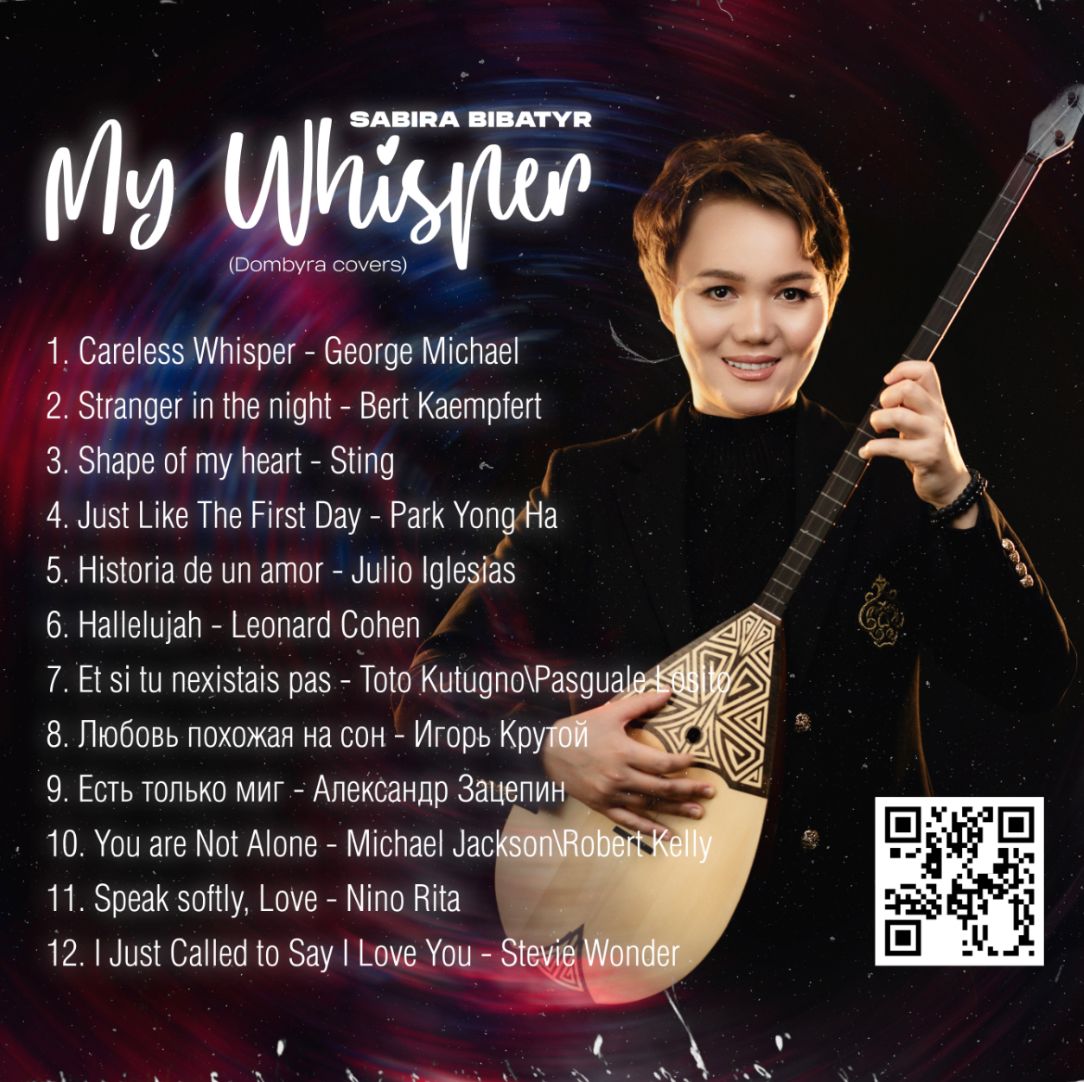 SABIRA BIBATYR
My Whisper
(Dombyra covers)
1. Careless Whisper - George Michael
2. Stranger in the night - Bert Kaempfert
3. Shape of my heart - Sting
4. Just Like The First Day - Park Yong Ha
5. Historia de un amor - Julio Iglesias
6. Hallelujah - Leonard Cohen
7. Et si tu nexistais pas - Toto Kutugno\Pasguale Losito
8. Любовь похожая на сон - Игорь Крутой
9. Есть только миг - Александр Зацепин
10. You are Not Alone - Michael Jackson\Robert Kelly
11. Speak softly, Love - Nino Rita
12. I Just Called to Say I Love You - Stevie Wonder